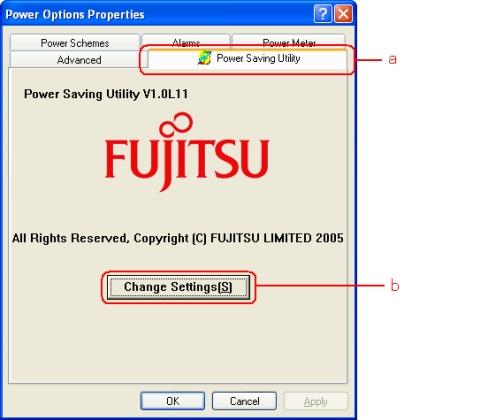 Power Options Properties
Power Schemes Alarms Power Meter
Advanced Power Saving Utility
a
Power Saving Utility V1.0L11
FUJITSU
All Rights Reserved, Copyright (C) FUJITSU LIMITED 2005
Change Settings(S)
b
OK Cancel Apply